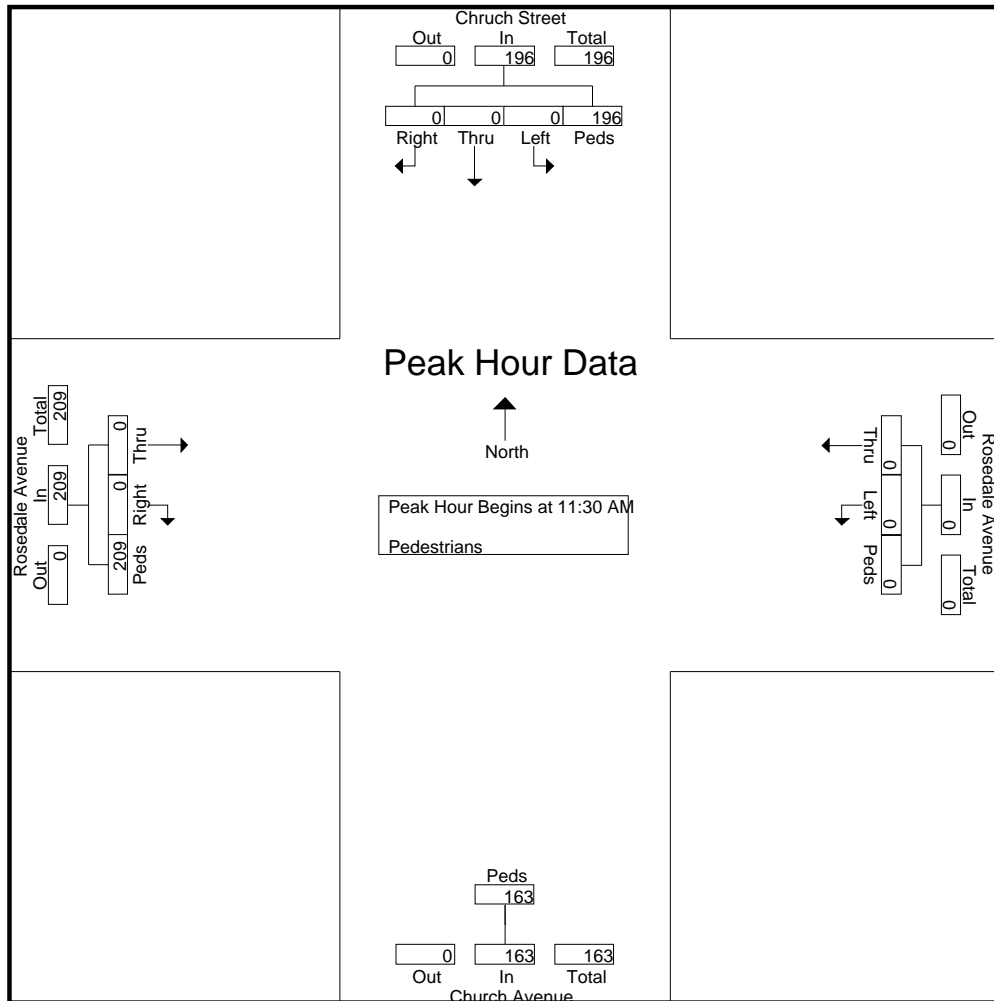 Chruch Street
Out In Total
0 196 196
0 0 0 196
Right Thru Left Peds
Peak Hour Data
North
Peak Hour Begins at 11:30 AM
Pedestrians
Rosedale Avenue
Out In Total
0 209 209
209 0 0
Peds Right Thru
Rosedale Avenue
Out In Total
0 0 0
0 0 0
Thru Left Peds
Peds
163
0 163 163
Out In Total
Church Avenue